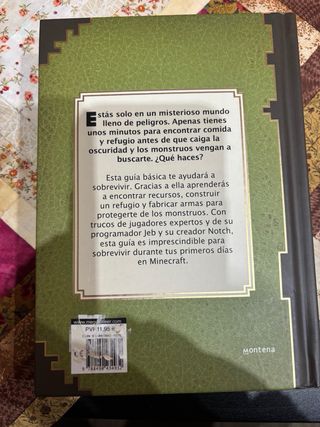 Estás solo en un misterioso mundo
lleno de peligros. Apenas tienes
unos minutos para encontrar comida
y refugio antes de que caiga la
oscuridad y los monstruos vengan a
buscarte. ¿Qué haces?
Esta guía básica te ayudará a
sobrevivir. Gracias a ella aprenderás
a encontrar recursos, construir
un refugio y fabricar armas para
protegerte de los monstruos. Con
trucos de jugadores expertos y de su
programador Jeb y su creador Notch,
esta guía es imprescindible para
sobrevivir durante tus primeros días
en Minecraft.
PVP 11,95 €
Montena